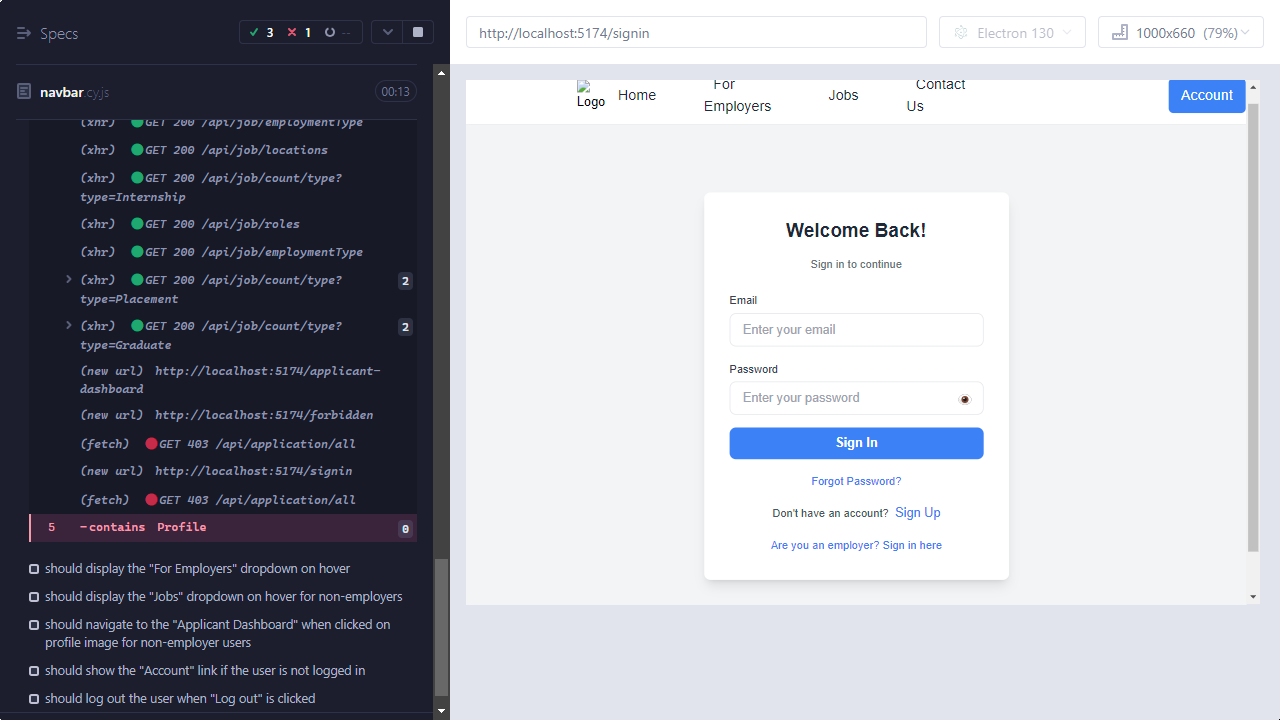 Specs
3 1 --
navbar.cy.js 00:13
(xhr) GET 200 /api/job/employmentType
(xhr) GET 200 /api/job/locations
(xhr) GET 200 /api/job/count/type?
type=Internship
(xhr) GET 200 /api/job/roles
(xhr) GET 200 /api/job/employmentType
(xhr) GET 200 /api/job/count/type? 2
type=Placement
(xhr) GET 200 /api/job/count/type? 2
type=Graduate
(new url) http://localhost:5174/applicant-
dashboard
(new url) http://localhost:5174/forbidden
(fetch) GET 403 /api/application/all
(new url) http://localhost:5174/signin
(fetch) GET 403 /api/application/all
5 -contains Profile 0
should display the "For Employers" dropdown on hover
should display the "Jobs" dropdown on hover for non-employers
should navigate to the "Applicant Dashboard" when clicked on
profile image for non-employer users
should show the "Account" link if the user is not logged in
should log out the user when "Log out" is clicked
http://localhost:5174/signin
Electron 130
1000x660 (79%)
Logo
Home
For
Employers
Jobs
Contact
Us
Account
Welcome Back!
Sign in to continue
Email
Enter your email
Password
Enter your password
Sign In
Forgot Password?
Don't have an account? Sign Up
Are you an employer? Sign in here